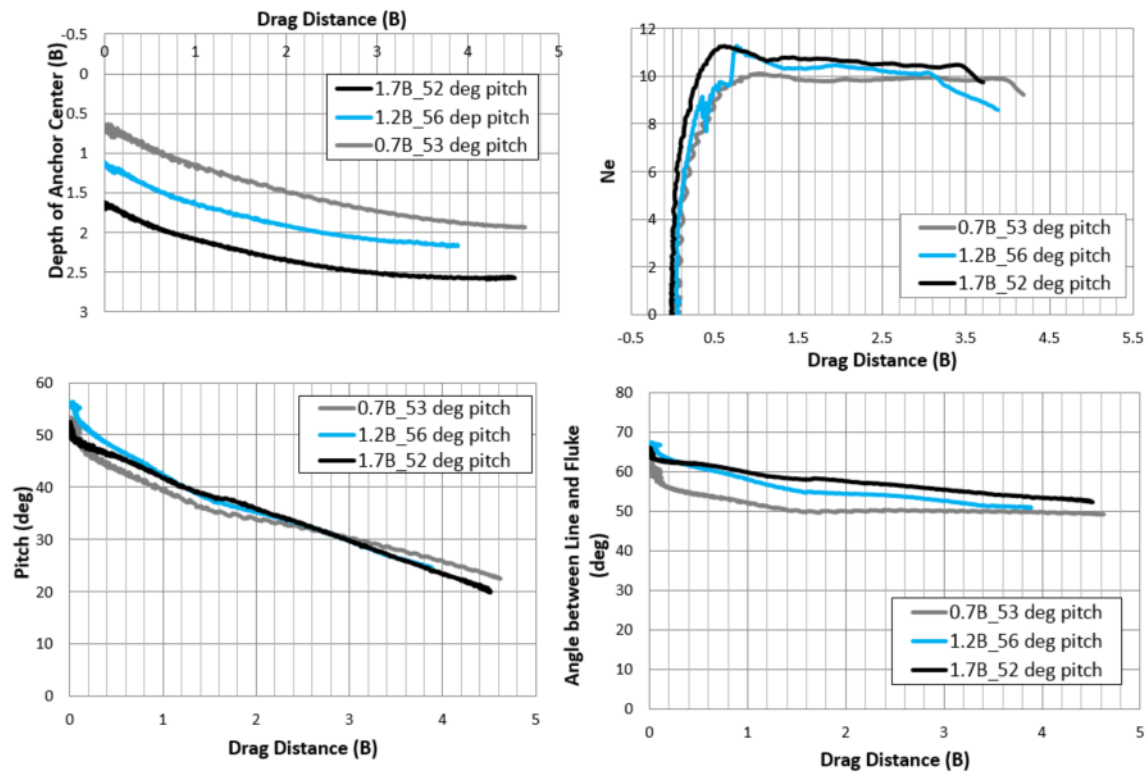 Drag Distance (B)
-0.5 0 1 2 3 4 5
0
0.5
1
1.5
2
2.5
3
Depth of Anchor Center (B)
1.7B_52 deg pitch
1.2B_56 dep pitch
0.7B_53 deg pitch
12
10
8
6
4
2
0
Ne
0.7B_53 deg pitch
1.2B_56 deg pitch
1.7B_52 deg pitch
-0.5 0.5 1.5 2.5 3.5 4.5 5.5
Drag Distance (B)
60
50
40
30
20
10
0
Pitch (deg)
0.7B_53 deg pitch
1.2B_56 deg pitch
1.7B_52 deg pitch
0 1 2 3 4 5
Drag Distance (B)
80
70
60
50
40
30
20
10
0
Angle between Line and Fluke
(deg)
0.7B_53 deg pitch
1.2B_56 deg pitch
1.7B_52 deg pitch
0 1 2 3 4 5
Drag Distance (B)